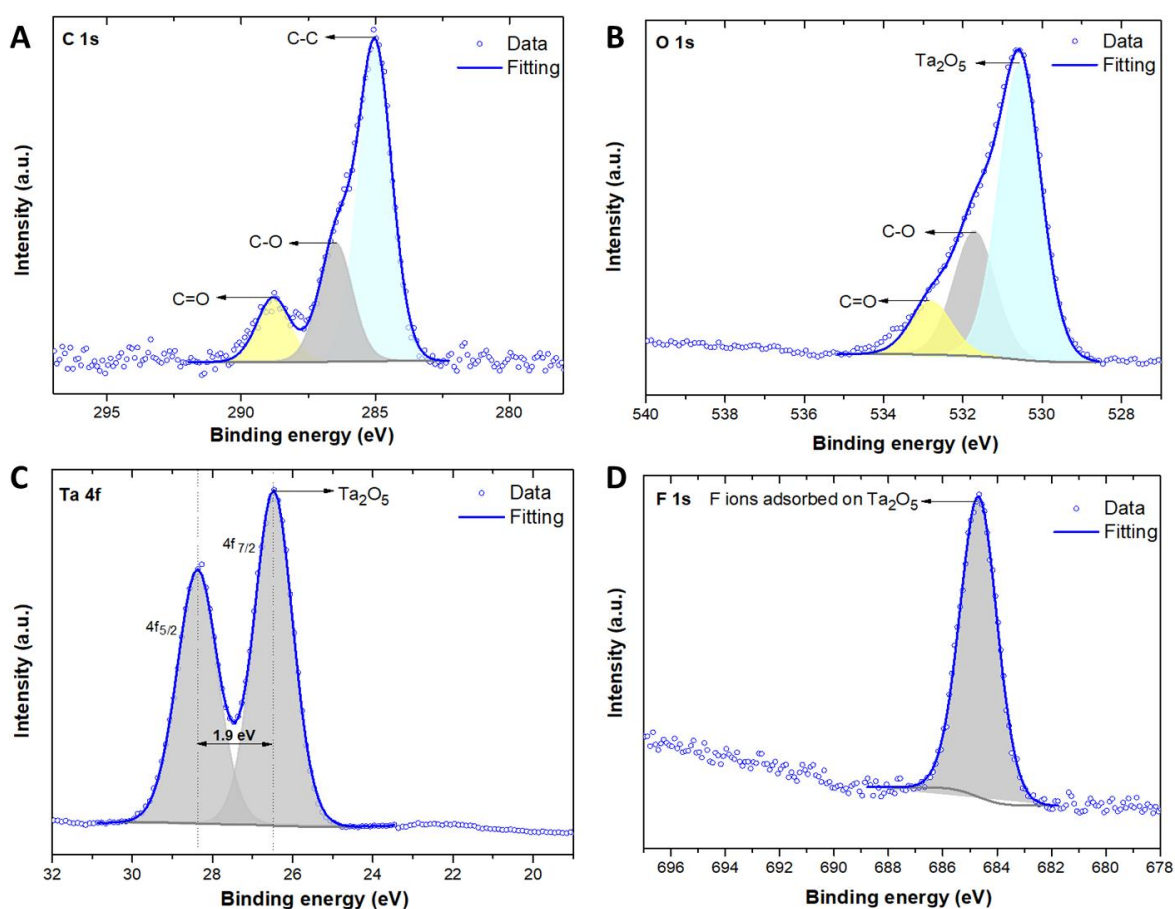 A
C 1s
C-C
C-O
C=O
Data
Fitting
Intensity (a.u.)
295
290
285
280
Binding energy (eV)
B
O 1s
Ta₂O₅
C-O
C=O
Data
Fitting
Intensity (a.u.)
540
536
534
532
530
528
Binding energy (eV)
C
Ta 4f
Ta₂O₅
4f₇/₂
4f₅/₂
1.9 eV
Data
Fitting
Intensity (a.u.)
32
30
28
26
24
22
20
Binding energy (eV)
D
F 1s
F ions adsorbed on Ta₂O₅
Data
Fitting
Intensity (a.u.)
696
694
692
690
688
686
684
682
680
678
Binding energy (eV)